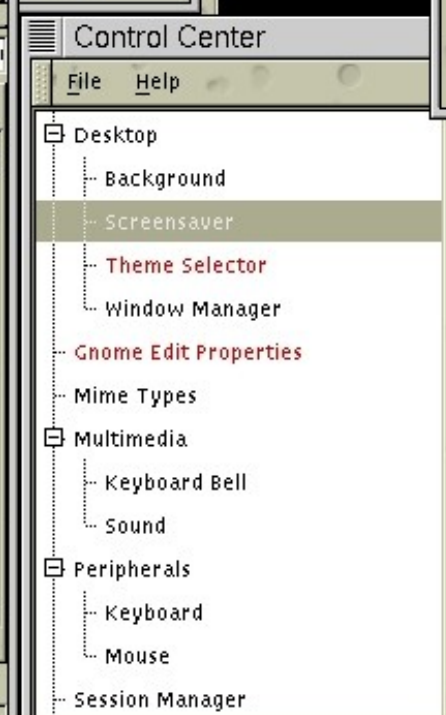 Control Center
File Help
Desktop
Background
Screensaver
Theme Selector
Window Manager
Gnome Edit Properties
Mime Types
Multimedia
Keyboard Bell
Sound
Peripherals
Keyboard
Mouse
Session Manager